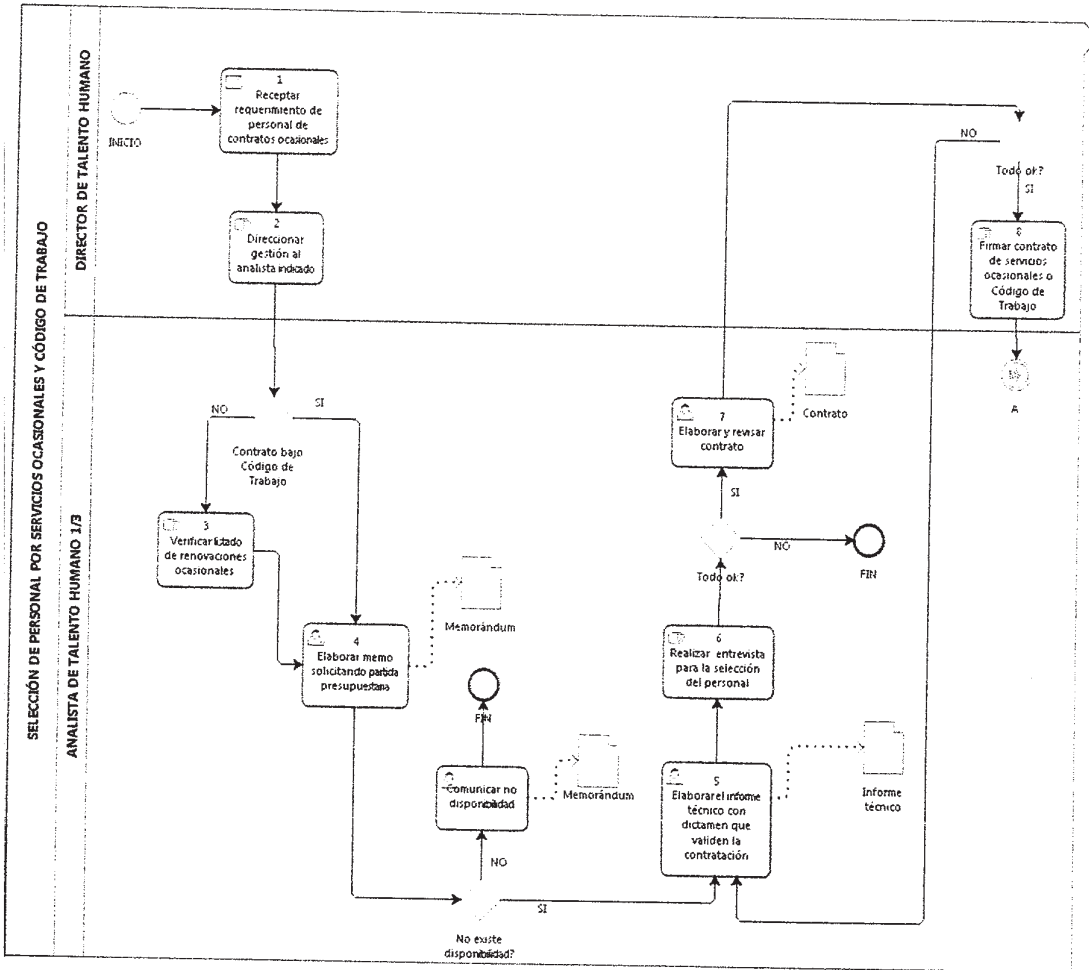 SELECCIÓN DE PERSONAL POR SERVICIOS OCASIONALES Y CÓDIGO DE TRABAJO
DIRECTOR DE TALENTO HUMANO
INICIO
1
Receptar
requerimiento de
personal de
contratos ocasionales
2
Direccionar
gestión al
analista indicado
NO
Todo ok?
SI
8
Firmar contrato
de servicios
ocasionales o
Código de
Trabajo
A
ANALISTA DE TALENTO HUMANO 1/3
NO
SI
Contrato bajo
Código de
Trabajo
3
Verificar listado
de renovaciones
ocasionales
4
Elaborar memo
solicitando partida
presupuestaria
Memorándum
FIN
Comunicar no
disponibilidad
Memorándum
NO
SI
No existe
disponibilidad?
5
Elaborar el informe
técnico con
dictamen que
validen la
contratación
Informe
técnico
6
Realizar entrevista
para la selección
del personal
Todo ok?
NO
FIN
SI
7
Elaborar y revisar
contrato
Contrato